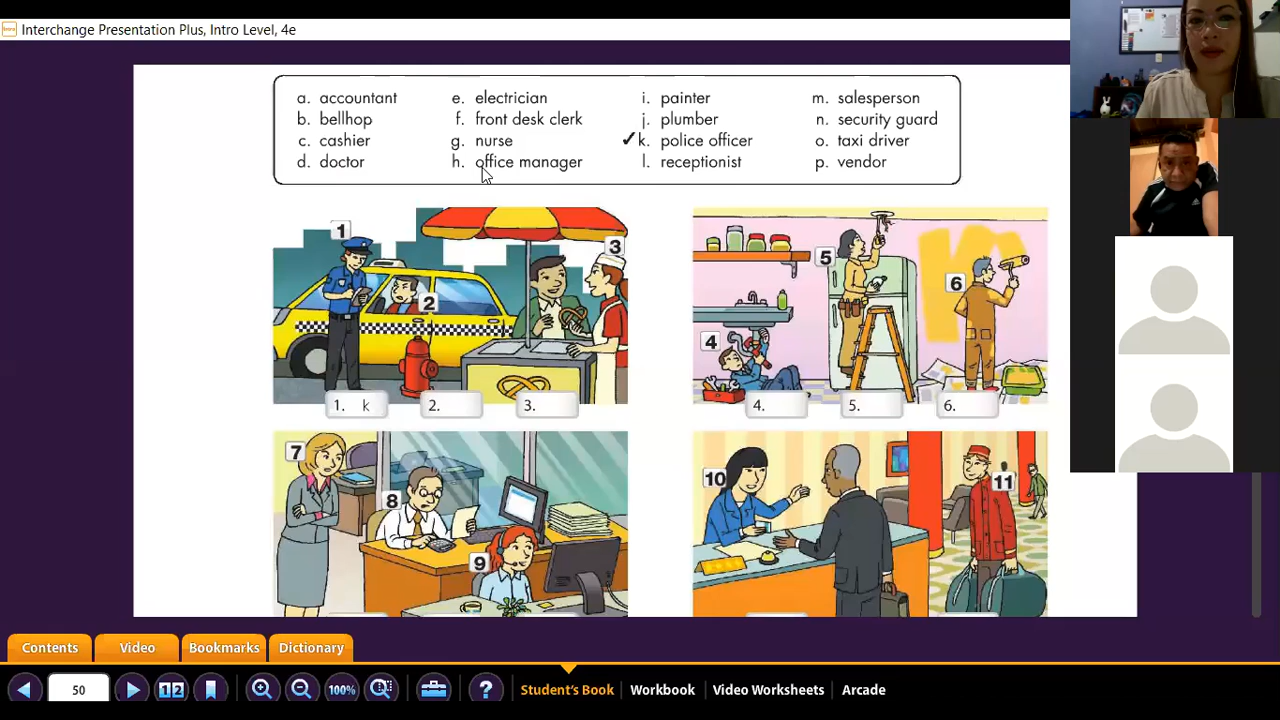 Interchange Presentation Plus, Intro Level, 4e
a. accountant
b. bellhop
c. cashier
d. doctor
e. electrician
f. front desk clerk
g. nurse
h. office manager
i. painter
j. plumber
✓k. police officer
l. receptionist
m. salesperson
n. security guard
o. taxi driver
p. vendor
1
2
3
1. k
2.
3.
4
5
6
4.
5.
6.
7
8
9
10
11
Contents
Video
Bookmarks
Dictionary
50
12
100%
?
Student's Book
Workbook
Video Worksheets
Arcade